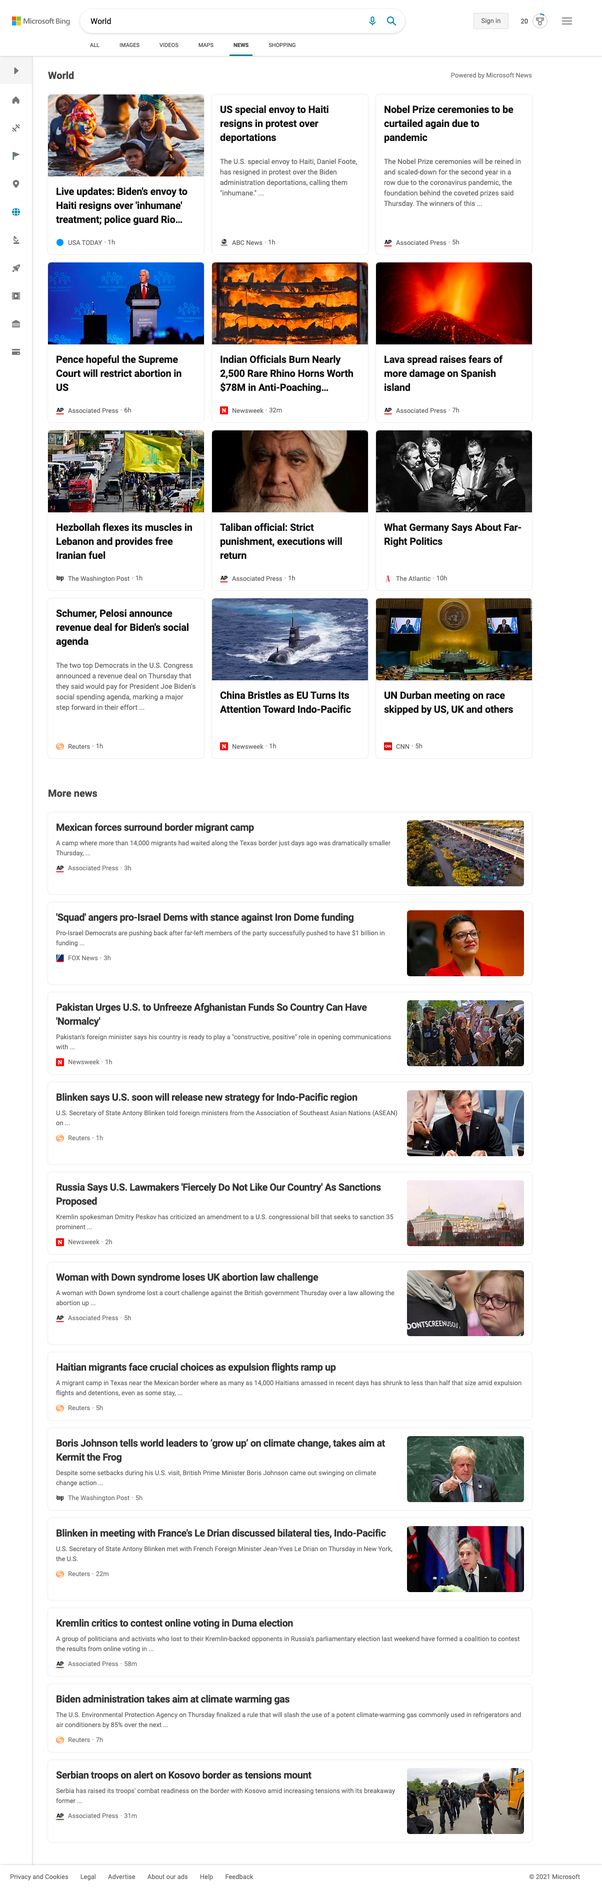 Microsoft Bing
World
Sign in
20
ALL
IMAGES
VIDEOS
MAPS
NEWS
SHOPPING
World
Powered by Microsoft News
Live updates: Biden's envoy to
Haiti resigns over 'inhumane'
treatment; police guard Rio...
USA TODAY · 1h
US special envoy to Haiti
resigns in protest over
deportations
The U.S. special envoy to Haiti, Daniel Foote,
has resigned in protest over the Biden
administration deportations, calling them
"inhumane." ...
ABC News · 1h
Nobel Prize ceremonies to be
curtailed again due to
pandemic
The Nobel Prize ceremonies will be reined in
and scaled-down for the second year in a
row due to the coronavirus pandemic, the
foundation behind the coveted prizes said
Thursday. The winners of this ...
AP Associated Press · 5h
Pence hopeful the Supreme
Court will restrict abortion in
US
AP Associated Press · 6h
Indian Officials Burn Nearly
2,500 Rare Rhino Horns Worth
$78M in Anti-Poaching...
N Newsweek · 32m
Lava spread raises fears of
more damage on Spanish
island
AP Associated Press · 7h
Hezbollah flexes its muscles in
Lebanon and provides free
Iranian fuel
wp The Washington Post · 1h
Taliban official: Strict
punishment, executions will
return
AP Associated Press · 1h
What Germany Says About Far-
Right Politics
A The Atlantic · 10h
Schumer, Pelosi announce
revenue deal for Biden's social
agenda
The two top Democrats in the U.S. Congress
announced a revenue deal on Thursday that
they said would pay for President Joe Biden's
social spending agenda, marking a major
step forward in their effort ...
Reuters · 1h
China Bristles as EU Turns Its
Attention Toward Indo-Pacific
N Newsweek · 1h
UN Durban meeting on race
skipped by US, UK and others
CNN CNN · 5h
More news
Mexican forces surround border migrant camp
A camp where more than 14,000 migrants had waited along the Texas border just days ago was dramatically smaller
Thursday, ...
AP Associated Press · 3h
'Squad' angers pro-Israel Dems with stance against Iron Dome funding
Pro-Israel Democrats are pushing back after far-left members of the party successfully pushed to have $1 billion in
funding ...
FOX News · 3h
Pakistan Urges U.S. to Unfreeze Afghanistan Funds So Country Can Have
'Normalcy'
Pakistan's foreign minister says his country is ready to play a "constructive, positive" role in opening communications
with ...
N Newsweek · 1h
Blinken says U.S. soon will release new strategy for Indo-Pacific region
U.S. Secretary of State Antony Blinken told foreign ministers from the Association of Southeast Asian Nations (ASEAN)
on ...
Reuters · 1h
Russia Says U.S. Lawmakers 'Fiercely Do Not Like Our Country' As Sanctions
Proposed
Kremlin spokesman Dmitry Peskov has criticized an amendment to a U.S. congressional bill that seeks to sanction 35
prominent ...
N Newsweek · 2h
Woman with Down syndrome loses UK abortion law challenge
A woman with Down syndrome lost a court challenge against the British government Thursday over a law allowing the
abortion up ...
AP Associated Press · 5h
DONTSCREENUSO
Haitian migrants face crucial choices as expulsion flights ramp up
A migrant camp in Texas near the Mexican border where as many as 14,000 Haitians amassed in recent days has shrunk to less than half that size amid expulsion
flights and detentions, even as some stay, ...
Reuters · 5h
Boris Johnson tells world leaders to 'grow up' on climate change, takes aim at
Kermit the Frog
Despite some setbacks during his U.S. visit, British Prime Minister Boris Johnson came out swinging on climate
change action ...
wp The Washington Post · 5h
Blinken in meeting with France's Le Drian discussed bilateral ties, Indo-Pacific
U.S. Secretary of State Antony Blinken met with French Foreign Minister Jean-Yves Le Drian on Thursday in New York,
the U.S.
Reuters · 22m
Kremlin critics to contest online voting in Duma election
A group of politicians and activists who lost to their Kremlin-backed opponents in Russia's parliamentary election last weekend have formed a coalition to contest
the results from online voting in ...
AP Associated Press · 58m
Biden administration takes aim at climate warming gas
The U.S. Environmental Protection Agency on Thursday finalized a rule that will slash the use of a potent climate-warming gas commonly used in refrigerators and
air conditioners by 85% over the next ...
Reuters · 7h
Serbian troops on alert on Kosovo border as tensions mount
Serbia has raised its troops' combat readiness on the border with Kosovo amid increasing tensions with its breakaway
former ...
AP Associated Press · 31m
Privacy and Cookies
Legal
Advertise
About our ads
Help
Feedback
© 2021 Microsoft